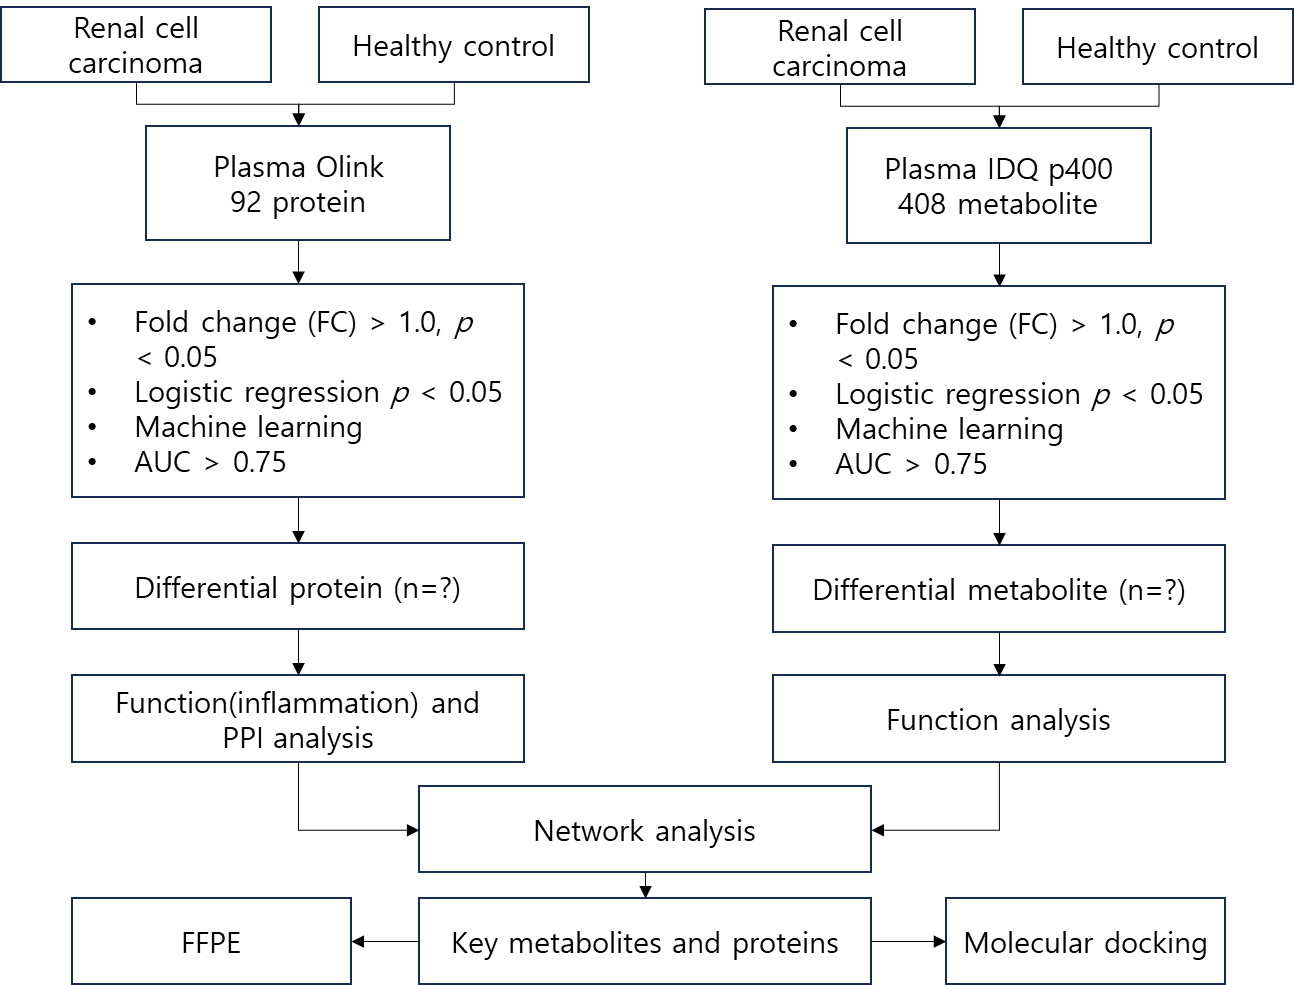 Renal cell
carcinoma
Healthy control
Renal cell
carcinoma
Healthy control
Plasma Olink
92 protein
Plasma IDQ p400
408 metabolite
• Fold change (FC) > 1.0, p
< 0.05
• Logistic regression p < 0.05
• Machine learning
• AUC > 0.75
• Fold change (FC) > 1.0, p
< 0.05
• Logistic regression p < 0.05
• Machine learning
• AUC > 0.75
Differential protein (n=?)
Differential metabolite (n=?)
Function(inflammation) and
PPI analysis
Function analysis
Network analysis
FFPE
Key metabolites and proteins
Molecular docking